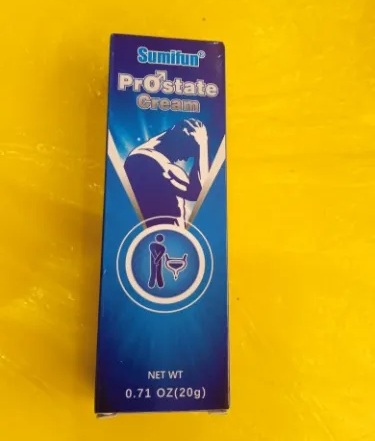 Sumifun®
Prostate
Cream
NET WT
0.71 OZ(20g)